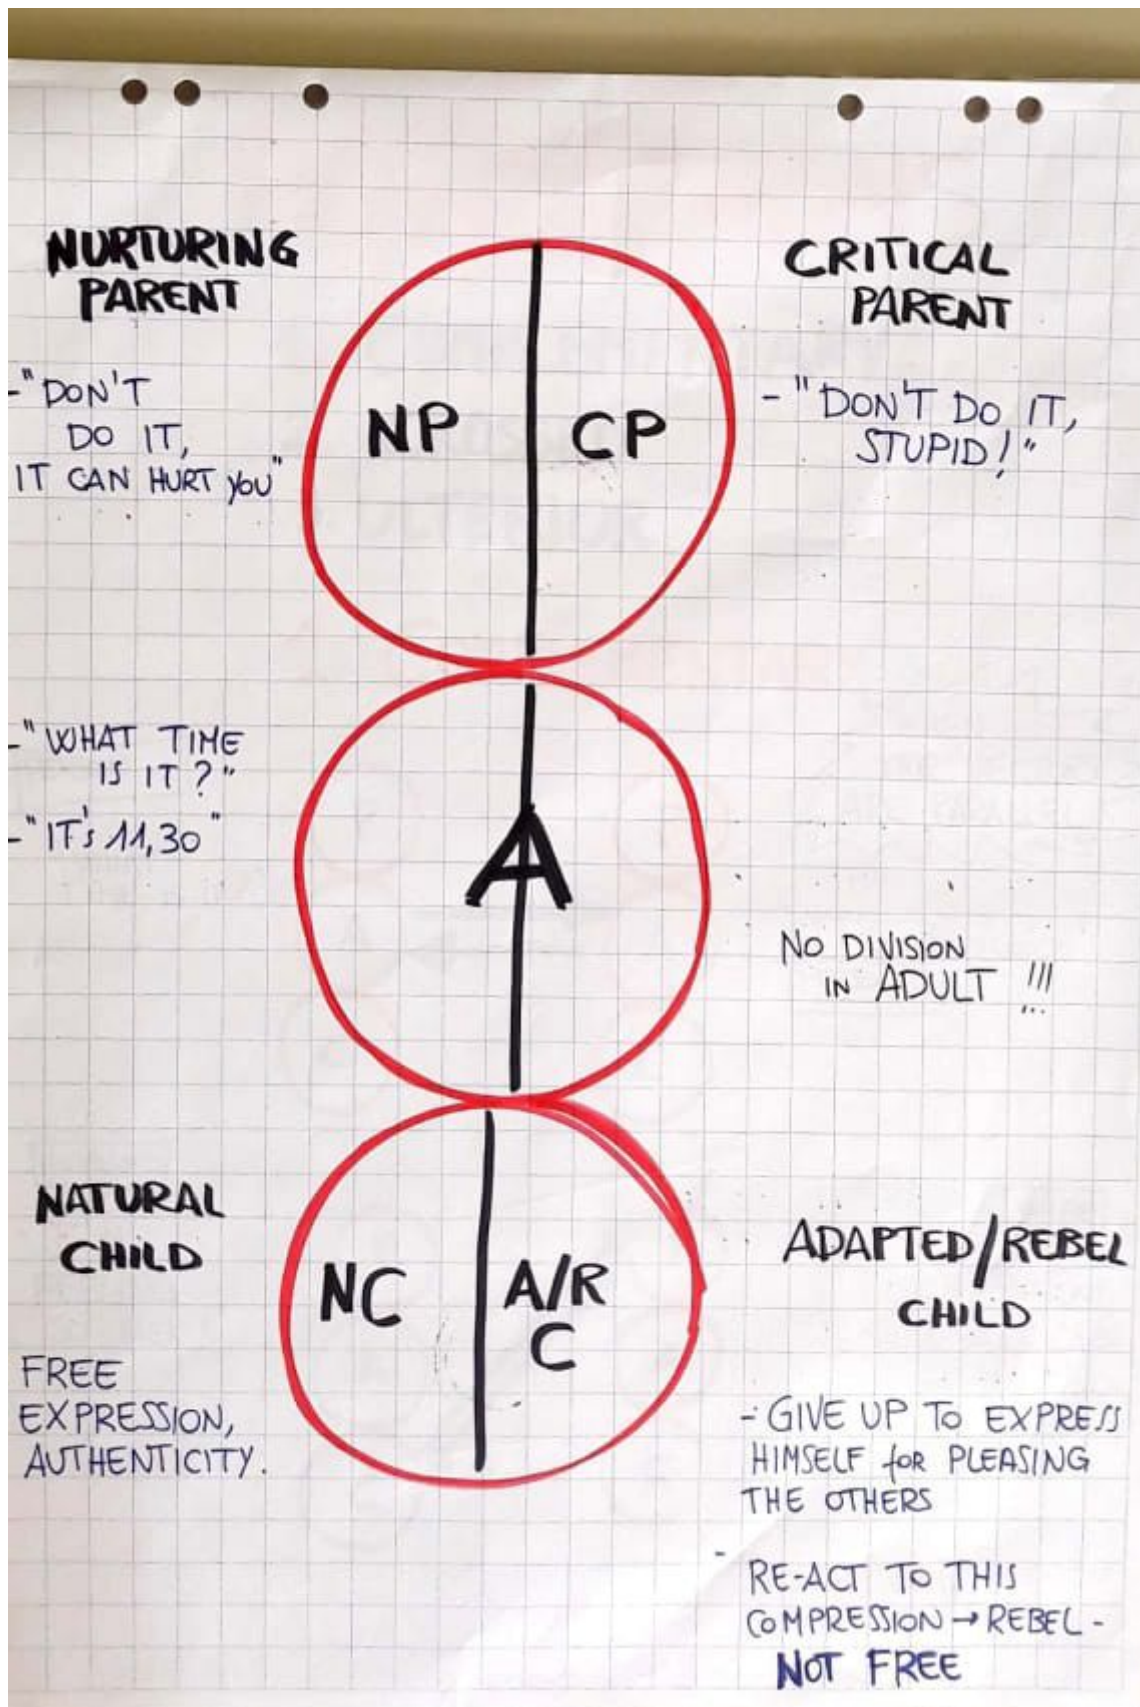 NURTURING
PARENT
-"DON'T
DO IT,
IT CAN HURT YOU"
NP
CP
CRITICAL
PARENT
- "DON'T DO IT,
STUPID!"
-"WHAT TIME
IS IT?"
-"IT's 11,30"
A
NO DIVISION
IN ADULT !!!
NATURAL
CHILD
FREE
EXPRESSION,
AUTHENTICITY.
NC
A/R
C
ADAPTED/REBEL
CHILD
- GIVE UP TO EXPRESS
HIMSELF for PLEASING
THE OTHERS
- RE-ACT TO THIS
COMPRESSION → REBEL -
NOT FREE